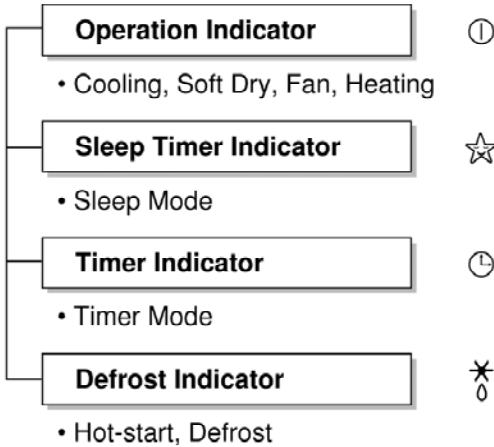 Operation Indicator
• Cooling, Soft Dry, Fan, Heating
Sleep Timer Indicator
• Sleep Mode
Timer Indicator
• Timer Mode
Defrost Indicator
• Hot-start, Defrost